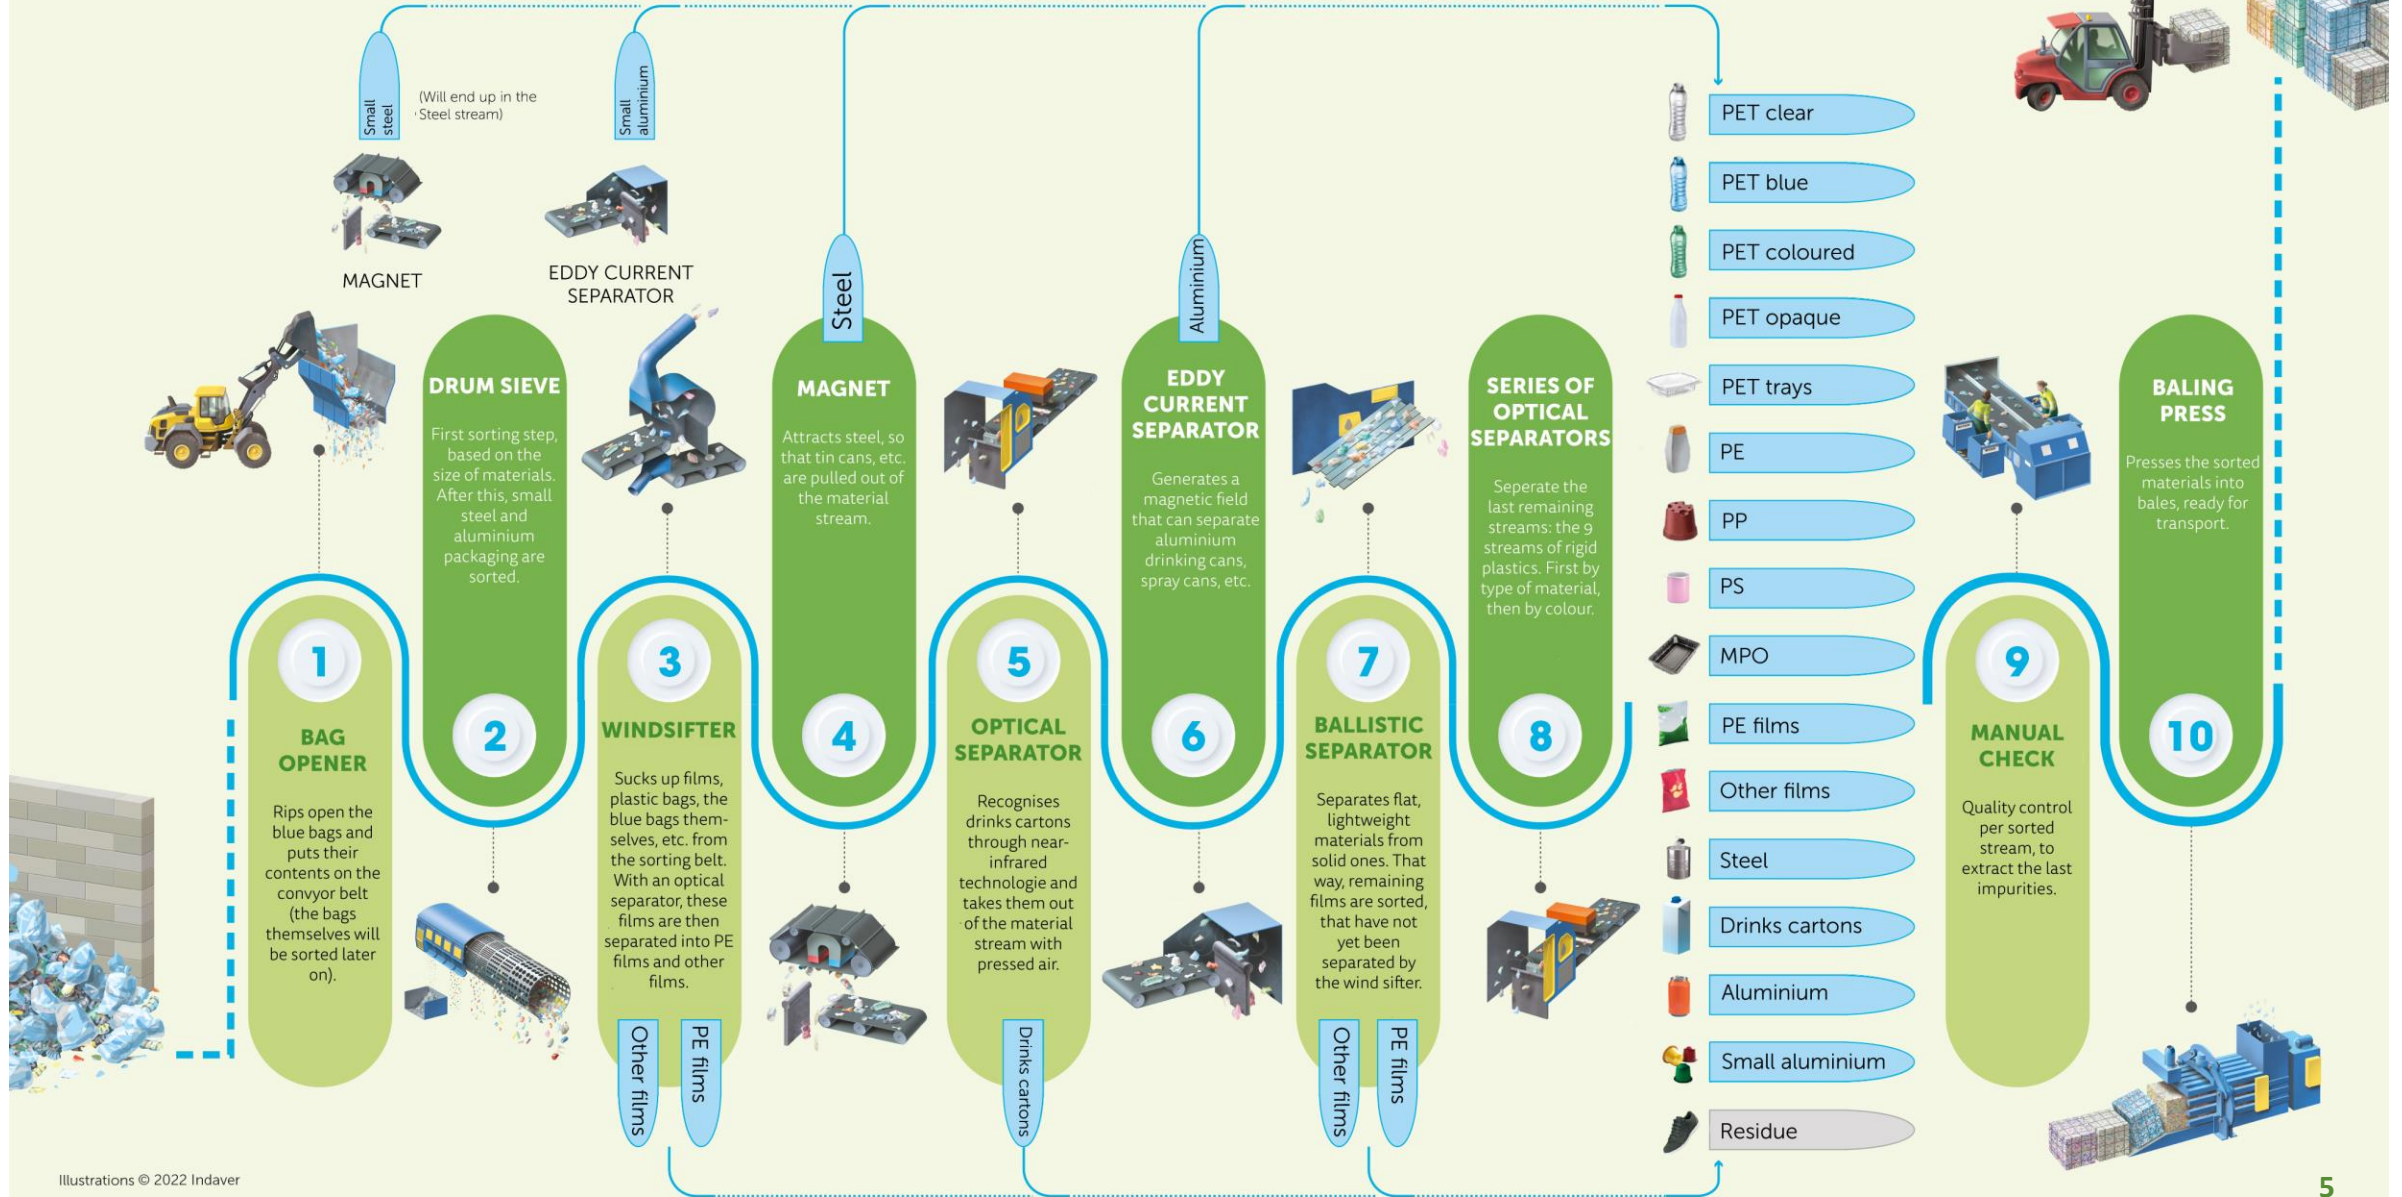 Small
steel
(Will end up in the
Steel stream)
MAGNET
Small
aluminium
EDDY CURRENT
SEPARATOR
1
BAG
OPENER
Rips open the
blue bags and
puts their
contents on the
convyor belt
(the bags
themselves will
be sorted later
on).
DRUM SIEVE
First sorting step,
based on the
size of materials.
After this, small
steel and
aluminium
packaging are
sorted.
2
3
WINDSIFTER
Sucks up films,
plastic bags, the
blue bags them-
selves, etc. from
the sorting belt.
With an optical
separator, these
films are then
separated into PE
films and other
films.
Other films
PE films
Steel
MAGNET
Attracts steel, so
that tin cans, etc.
are pulled out of
the material
stream.
4
5
OPTICAL
SEPARATOR
Recognises
drinks cartons
through near-
infrared
technologie and
takes them out
of the material
stream with
pressed air.
Drinks cartons
Aluminium
EDDY
CURRENT
SEPARATOR
Generates a
magnetic field
that can separate
aluminium
drinking cans,
spray cans, etc.
6
7
BALLISTIC
SEPARATOR
Separates flat,
lightweight
materials from
solid ones. That
way, remaining
films are sorted,
that have not
yet been
separated by
the wind sifter.
Other films
PE films
SERIES OF
OPTICAL
SEPARATORS
Seperate the
last remaining
streams: the 9
streams of rigid
plastics. First by
type of material,
then by colour.
8
PET clear
PET blue
PET coloured
PET opaque
PET trays
PE
PP
PS
MPO
PE films
Other films
Steel
Drinks cartons
Aluminium
Small aluminium
Residue
9
MANUAL
CHECK
Quality control
per sorted
stream, to
extract the last
impurities.
BALING
PRESS
Presses the sorted
materials into
bales, ready for
transport.
10
Illustrations © 2022 Indaver
5